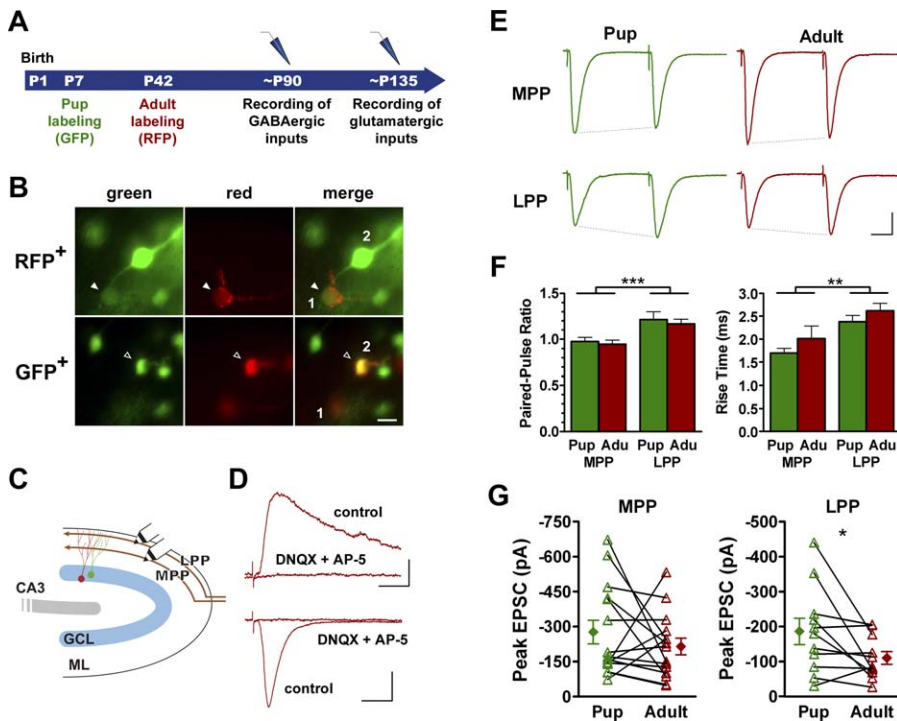 A
Birth
P1 P7 P42 ~P90 ~P135
Pup labeling (GFP)
Adult labeling (RFP)
Recording of GABAergic inputs
Recording of glutamatergic inputs
B
green red merge
RFP+
2
1
GFP+
2
1
C
LPP
MPP
CA3
GCL
ML
D
control
DNQX + AP-5
DNQX + AP-5
control
E
Pup Adult
MPP
LPP
F
Paired-Pulse Ratio
1.5
1.0
0.5
0.0
***
Pup Adu Pup Adu
MPP LPP
Rise Time (ms)
3.0
2.5
2.0
1.5
1.0
0.5
0.0
**
Pup Adu Pup Adu
MPP LPP
G
MPP
Peak EPSC (pA)
-750
-600
-450
-300
-150
0
Pup Adult
LPP
*
Peak EPSC (pA)
-500
-400
-300
-200
-100
0
Pup Adult